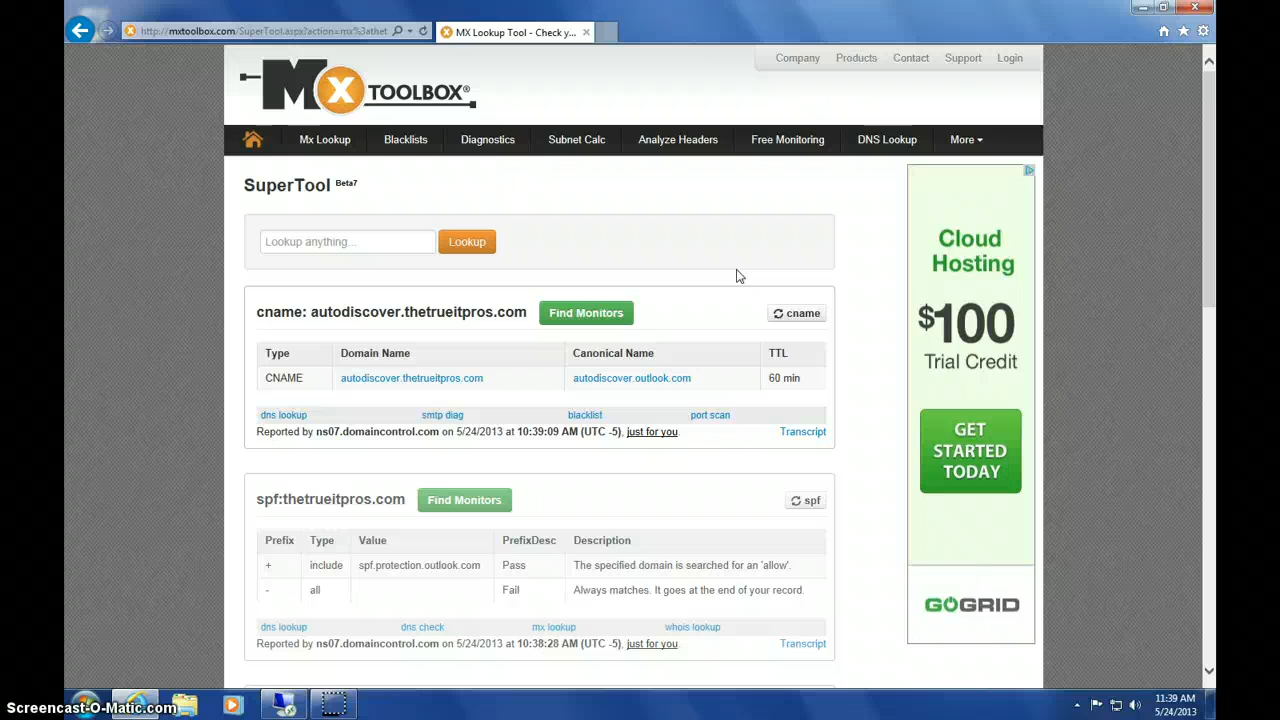 http://mxtoolbox.com/SuperTool.aspx?action=mx%3athet
MX Lookup Tool - Check y...
Company Products Contact Support Login
MX TOOLBOX®
Mx Lookup Blacklists Diagnostics Subnet Calc Analyze Headers Free Monitoring DNS Lookup More
SuperTool Beta7
Lookup anything... Lookup
cname: autodiscover.thetrueitpros.com Find Monitors cname
Type Domain Name Canonical Name TTL
CNAME autodiscover.thetrueitpros.com autodiscover.outlook.com 60 min
dns lookup smtp diag blacklist port scan
Reported by ns07.domaincontrol.com on 5/24/2013 at 10:39:09 AM (UTC -5), just for you. Transcript
spf:thetrueitpros.com Find Monitors spf
Prefix Type Value PrefixDesc Description
+ include spf.protection.outlook.com Pass The specified domain is searched for an 'allow'.
- all Fail Always matches. It goes at the end of your record.
dns lookup dns check mx lookup whois lookup
Reported by ns07.domaincontrol.com on 5/24/2013 at 10:38:28 AM (UTC -5), just for you. Transcript
Cloud
Hosting
$100
Trial Credit
GET
STARTED
TODAY
GOGRID
11:39 AM
5/24/2013
Screencast-O-Matic.com